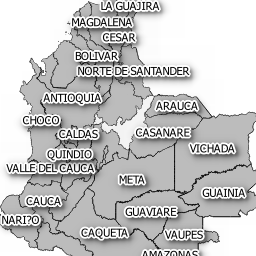 LA GUAJIRA
MAGDALENA
CESAR
BOLIVAR
NORTE DE SANTANDER
ANTIOQUIA
ARAUCA
CHOCO
CALDAS
CASANARE
VICHADA
QUINDIO
VALLE DEL CAUCA
META
GUAINIA
CAUCA
GUAVIARE
NARI?O
CAQUETA
VAUPES
AMAZONAS